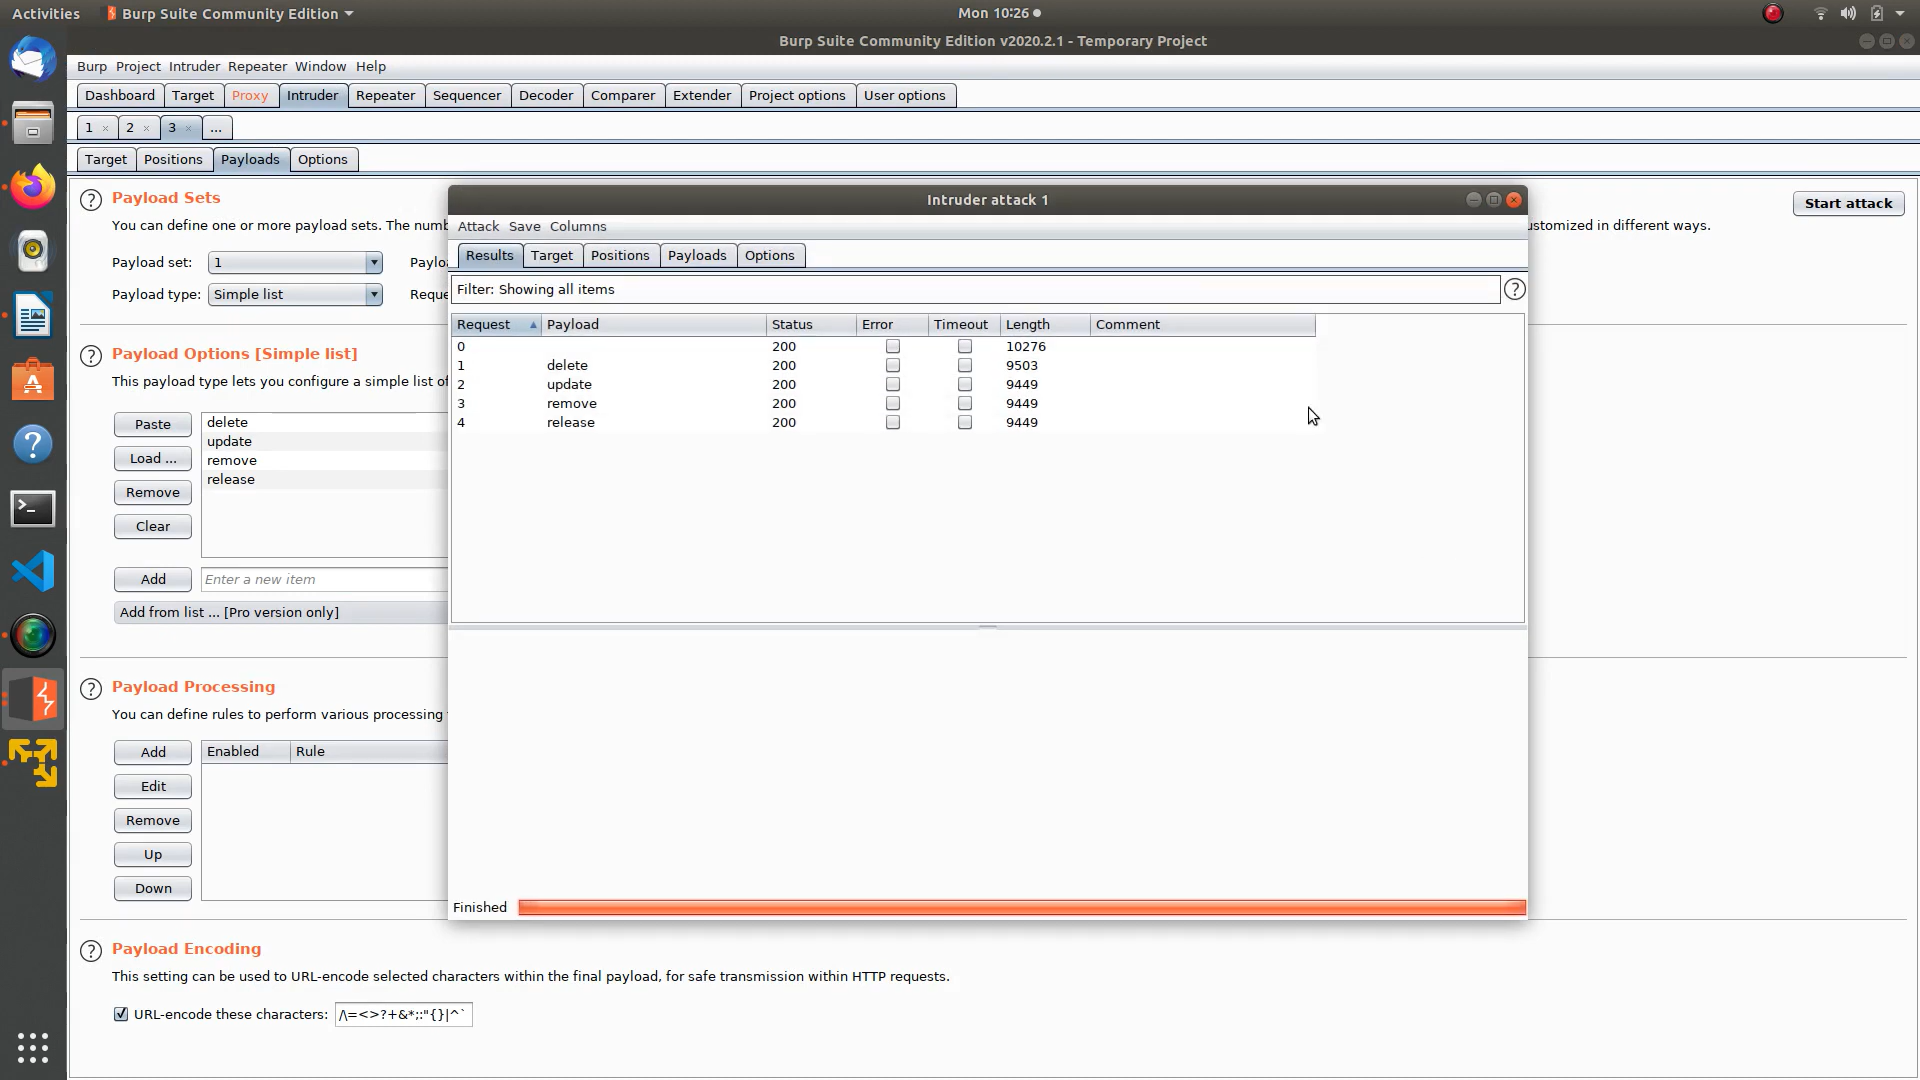 Activities Burp Suite Community Edition Mon 10:26
Burp Suite Community Edition v2020.2.1 - Temporary Project
Burp Project Intruder Repeater Window Help
Dashboard Target Proxy Intruder Repeater Sequencer Decoder Comparer Extender Project options User options
1 × 2 × 3 × ...
Target Positions Payloads Options
? Payload Sets
Start attack
You can define one or more payload sets. The num
ustomized in different ways.
Payload set: 1 Paylo
Payload type: Simple list Reque
? Payload Options [Simple list]
This payload type lets you configure a simple list of
Paste
Load ...
Remove
Clear
delete
update
remove
release
Add Enter a new item
Add from list ... [Pro version only]
? Payload Processing
You can define rules to perform various processing
Add
Edit
Remove
Up
Down
Enabled Rule
? Payload Encoding
This setting can be used to URL-encode selected characters within the final payload, for safe transmission within HTTP requests.
URL-encode these characters: /\=<>?+&*;:"{}|^`
Intruder attack 1
Attack Save Columns
Results Target Positions Payloads Options
Filter: Showing all items ?
Request Payload Status Error Timeout Length Comment
0 200 10276
1 delete 200 9503
2 update 200 9449
3 remove 200 9449
4 release 200 9449
Finished